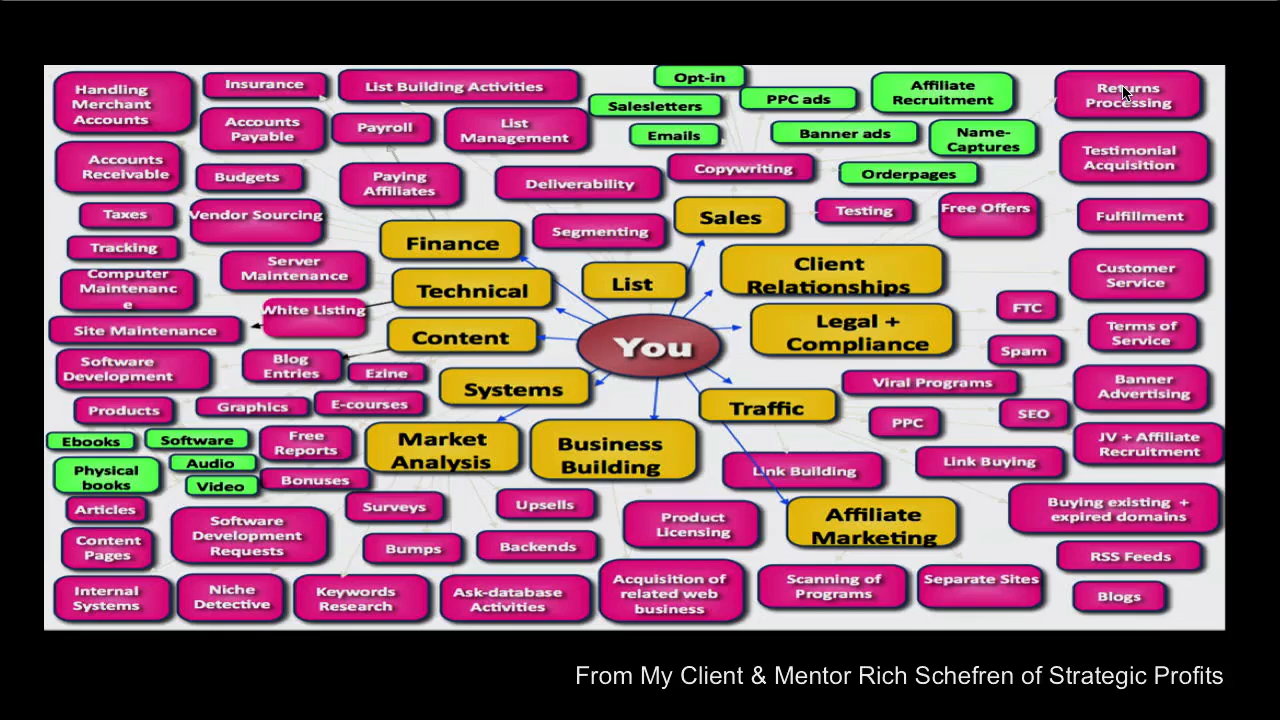 Handling
Merchant
Accounts
Insurance
List Building Activities
Opt-in
Salesletters
PPC ads
Affiliate
Recruitment
Returns
Processing
Accounts
Payable
Payroll
List
Management
Emails
Banner ads
Name-
Captures
Testimonial
Acquisition
Accounts
Receivable
Budgets
Paying
Affiliates
Deliverability
Copywriting
Orderpages
Taxes
Vendor Sourcing
Segmenting
Sales
Testing
Free Offers
Fulfillment
Tracking
Finance
Server
Maintenance
List
Client
Relationships
Customer
Service
Computer
Maintenanc
e
Technical
White Listing
FTC
Legal +
Compliance
Site Maintenance
Content
You
Terms of
Service
Spam
Software
Development
Blog
Entries
Ezine
Systems
Viral Programs
Banner
Advertising
Products
Graphics
E-courses
Traffic
PPC
SEO
Ebooks
Software
Free
Reports
Market
Analysis
Business
Building
JV + Affiliate
Recruitment
Physical
books
Audio
Video
Bonuses
Link Building
Link Buying
Articles
Surveys
Upsells
Product
Licensing
Affiliate
Marketing
Buying existing +
expired domains
Content
Pages
Software
Development
Requests
Bumps
Backends
RSS Feeds
Internal
Systems
Niche
Detective
Keywords
Research
Ask-database
Activities
Acquisition of
related web
business
Scanning of
Programs
Separate Sites
Blogs
From My Client & Mentor Rich Schefren of Strategic Profits